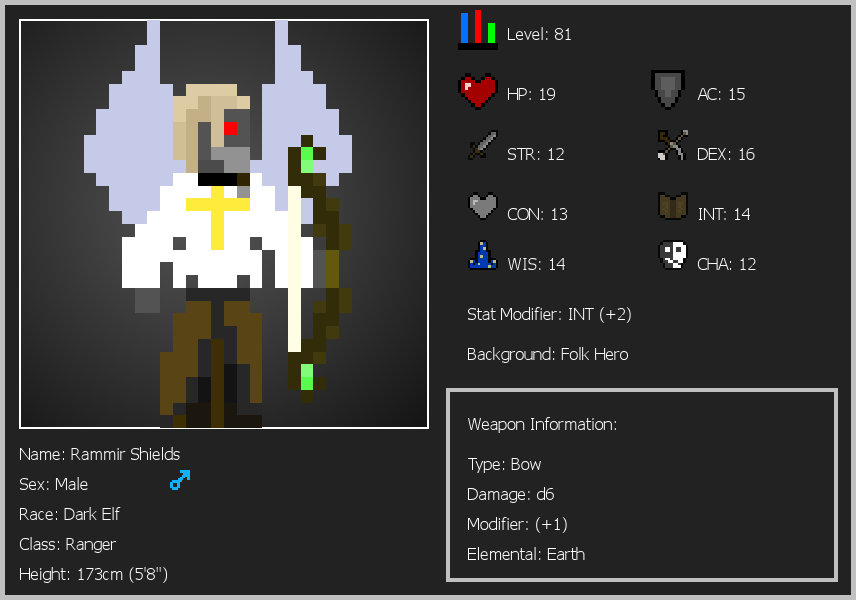 Level: 81
HP: 19
AC: 15
STR: 12
DEX: 16
CON: 13
INT: 14
WIS: 14
CHA: 12
Stat Modifier: INT (+2)
Background: Folk Hero
Weapon Information:
Type: Bow
Damage: d6
Modifier: (+1)
Elemental: Earth
Name: Rammir Shields
Sex: Male
Race: Dark Elf
Class: Ranger
Height: 173cm (5'8")